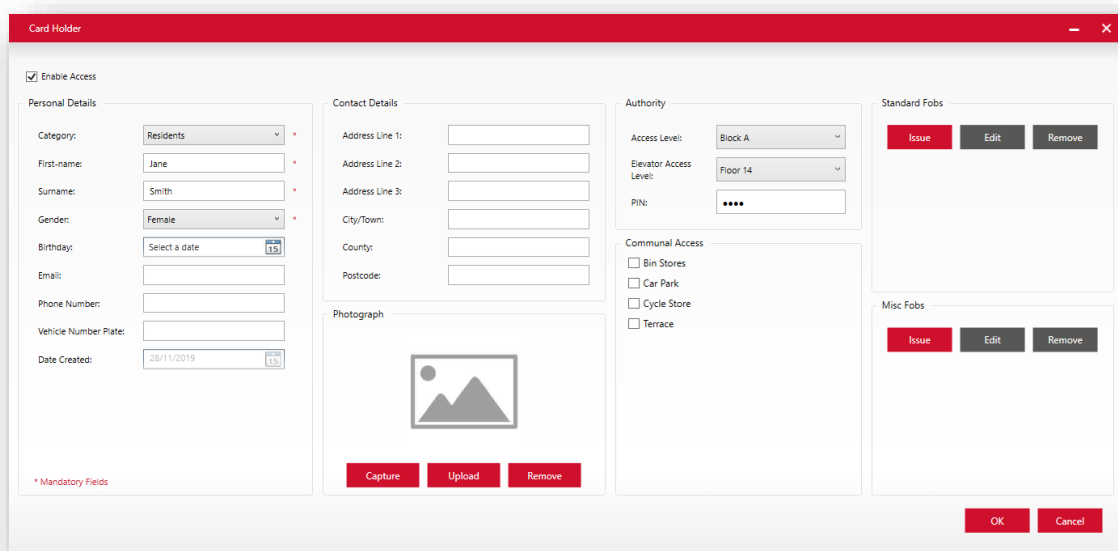 Card Holder
Enable Access
Personal Details
Category: Residents *
First-name: Jane *
Surname: Smith *
Gender: Female *
Birthday: Select a date 15
Email:
Phone Number:
Vehicle Number Plate:
Date Created: 28/11/2019 15
* Mandatory Fields
Contact Details
Address Line 1:
Address Line 2:
Address Line 3:
City/Town:
County:
Postcode:
Photograph
Capture Upload Remove
Authority
Access Level: Block A
Elevator Access
Level: Floor 14
PIN: ••••
Communal Access
Bin Stores
Car Park
Cycle Store
Terrace
Standard Fobs
Issue Edit Remove
Misc Fobs
Issue Edit Remove
OK Cancel